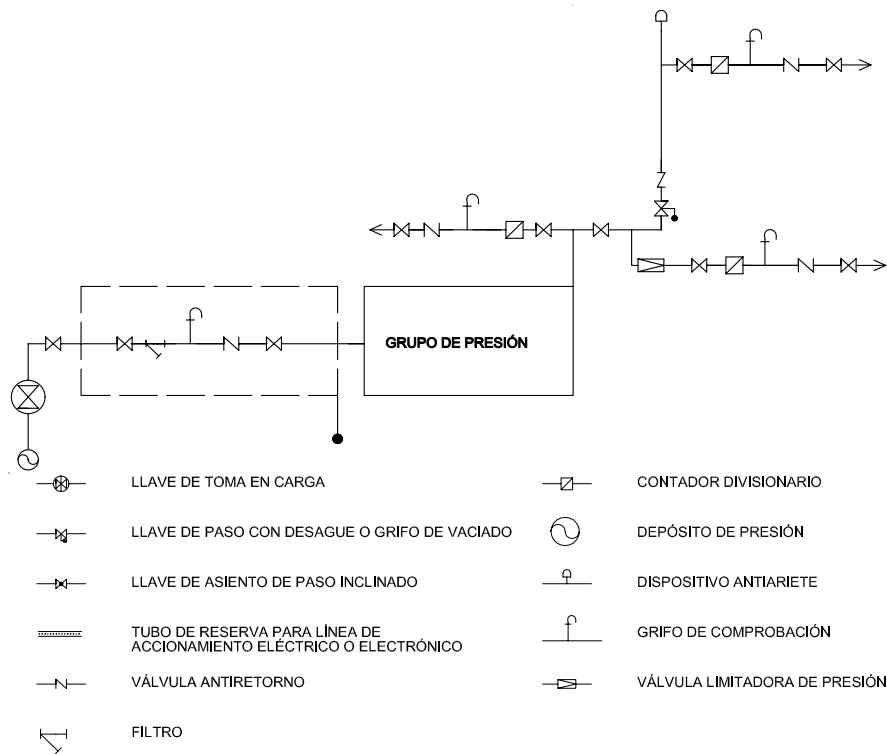 GRUPO DE PRESIÓN
LLAVE DE TOMA EN CARGA
LLAVE DE PASO CON DESAGUE O GRIFO DE VACIADO
LLAVE DE ASIENTO DE PASO INCLINADO
TUBO DE RESERVA PARA LÍNEA DE
ACCIONAMIENTO ELÉCTRICO O ELECTRÓNICO
VÁLVULA ANTIRETORNO
FILTRO
CONTADOR DIVISIONARIO
DEPÓSITO DE PRESIÓN
DISPOSITIVO ANTIARIETE
GRIFO DE COMPROBACIÓN
VÁLVULA LIMITADORA DE PRESIÓN